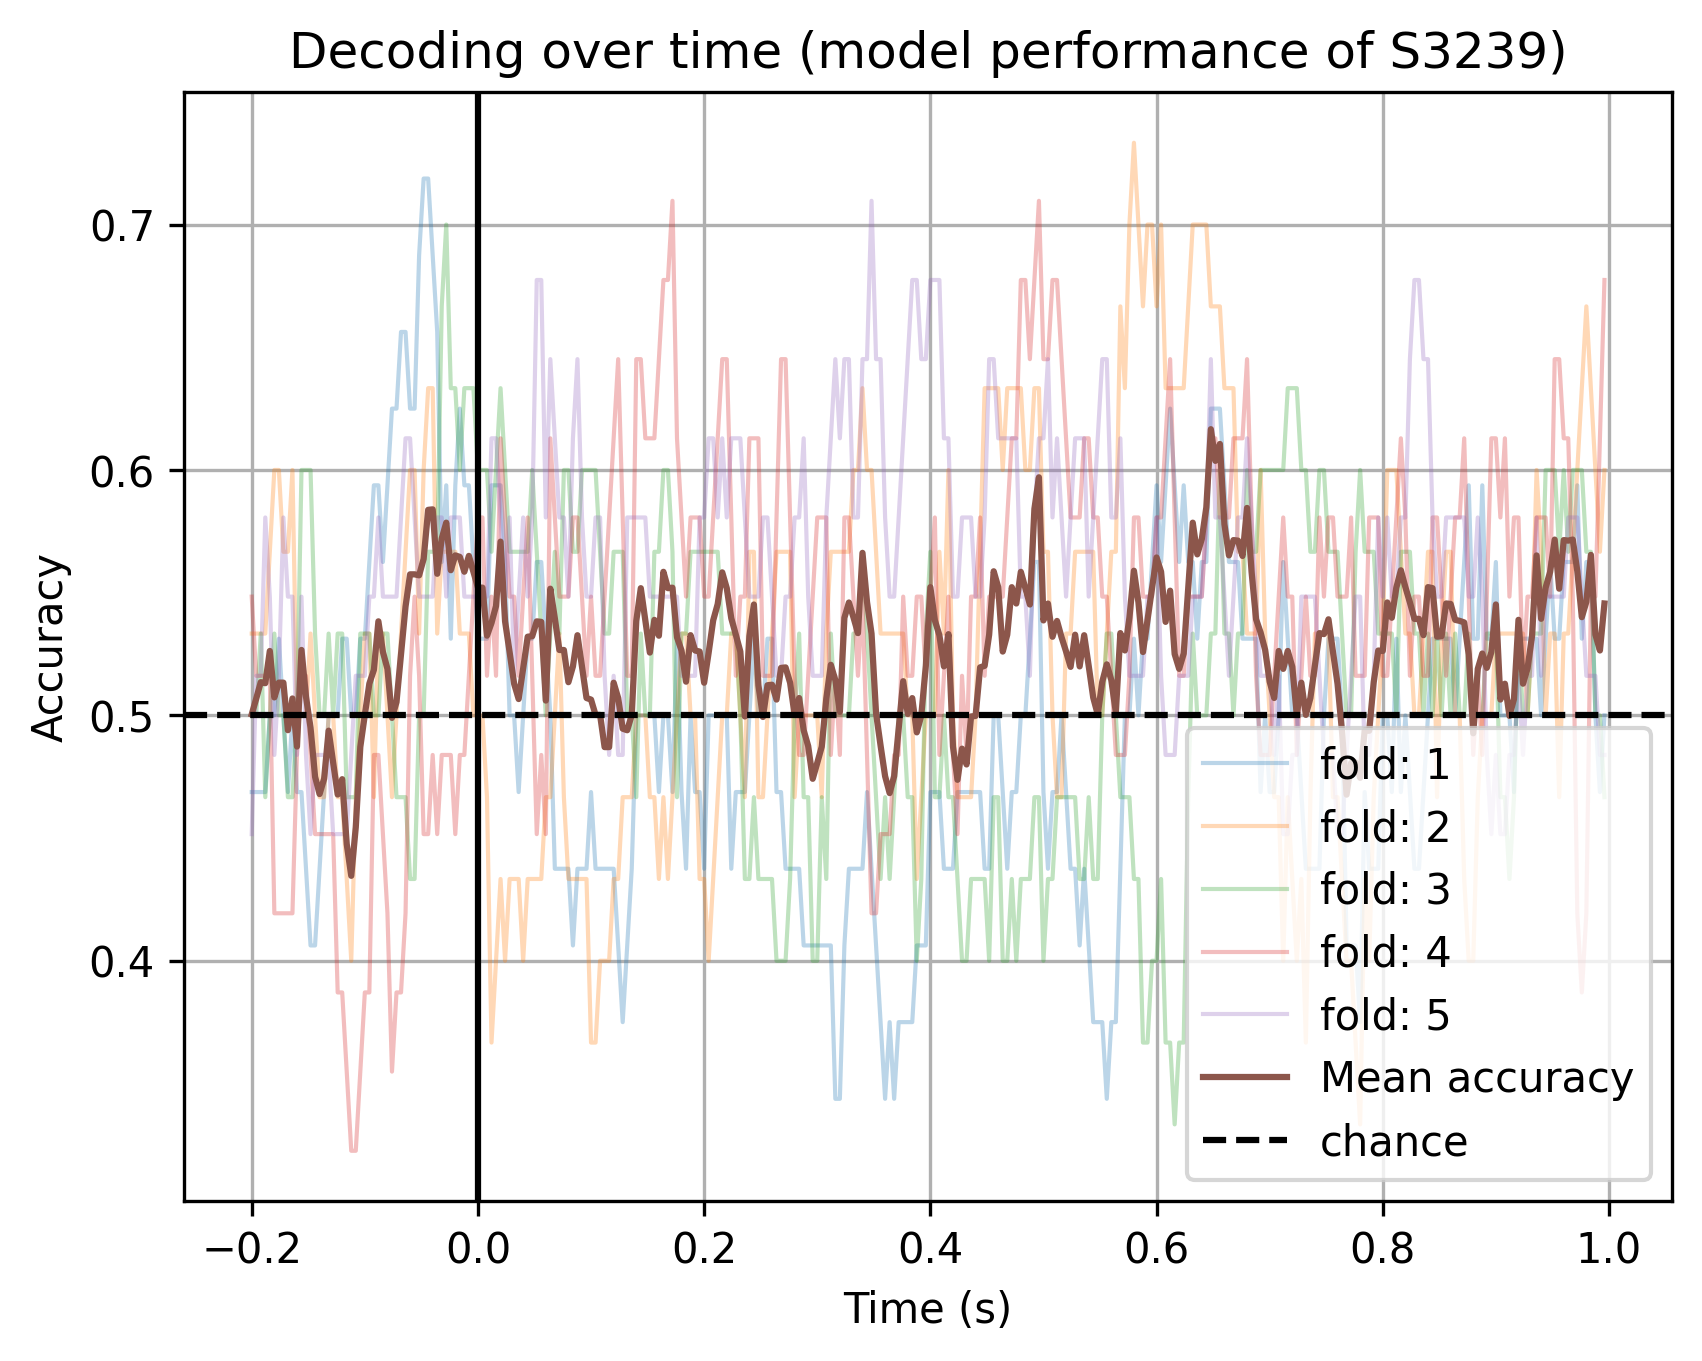 Decoding over time (model performance of S3239)
Accuracy
0.7
0.6
0.5
0.4
fold: 1
fold: 2
fold: 3
fold: 4
fold: 5
Mean accuracy
chance
−0.2 0.0 0.2 0.4 0.6 0.8 1.0
Time (s)